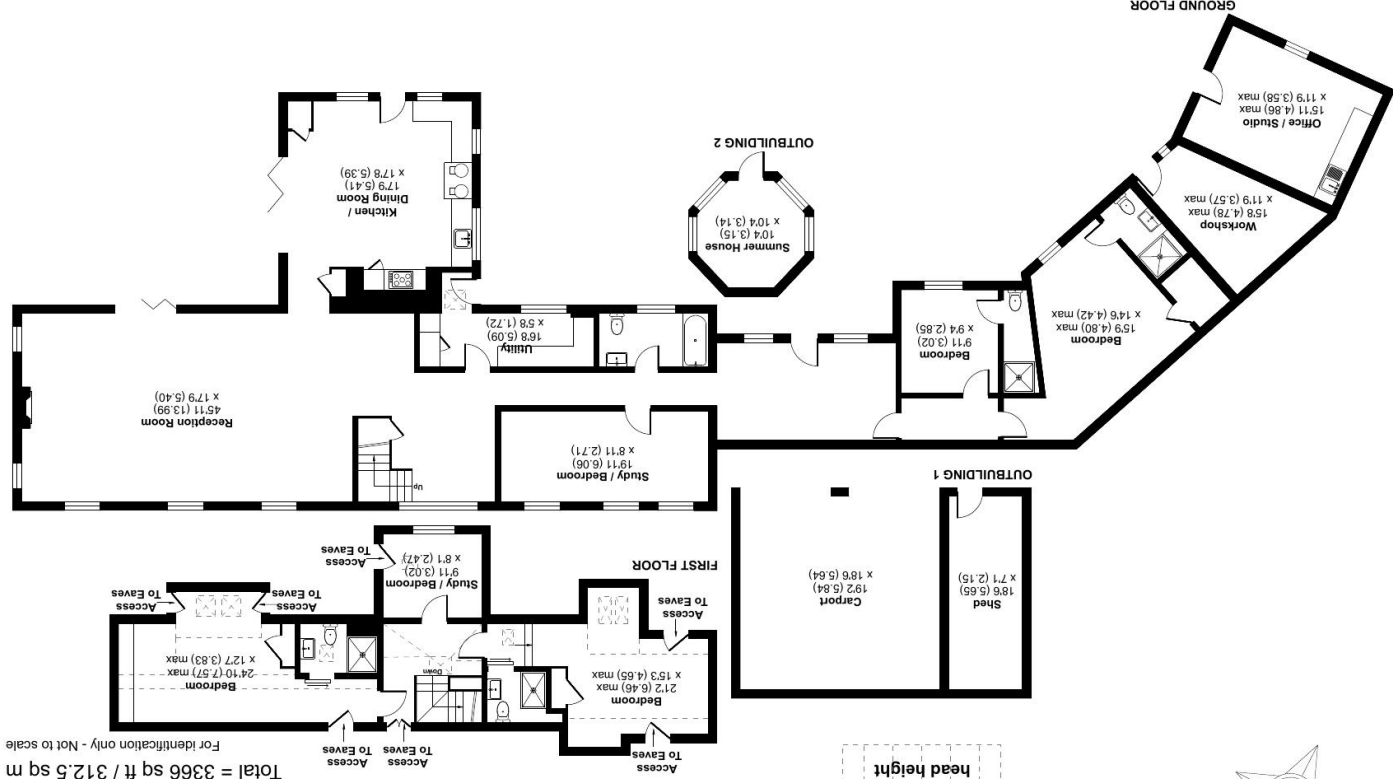 head height
Total = 3366 sq ft / 312.5 sq m
For identification only - Not to scale
Access
To Eaves
Access
To Eaves
Access
To Eaves
Bedroom
21'2 (6.46) max
x 15'3 (4.65) max
Down
Bedroom
24'10 (7.57) max
x 12'7 (3.83) max
Access
To Eaves
Access
To Eaves
Access
To Eaves
FIRST FLOOR
Study / Bedroom
9'11 (3.02)
x 8'1 (2.47)
Access
To Eaves
Shed
18'6 (5.65)
x 7'1 (2.15)
Carport
19'2 (5.84)
x 18'6 (5.64)
OUTBUILDING 1
Up
Study / Bedroom
19'11 (6.06)
x 8'11 (2.71)
Reception Room
45'11 (13.99)
x 17'9 (5.40)
Bedroom
9'11 (3.02)
x 9'4 (2.85)
Utility
16'8 (5.09)
x 5'8 (1.72)
Bedroom
15'9 (4.80) max
x 14'6 (4.42) max
Summer House
10'4 (3.15)
x 10'4 (3.14)
OUTBUILDING 2
Kitchen /
Dining Room
17'9 (5.41)
x 17'8 (5.39)
Workshop
15'8 (4.78) max
x 11'9 (3.57) max
Office / Studio
15'11 (4.86) max
x 11'9 (3.58) max
GROUND FLOOR